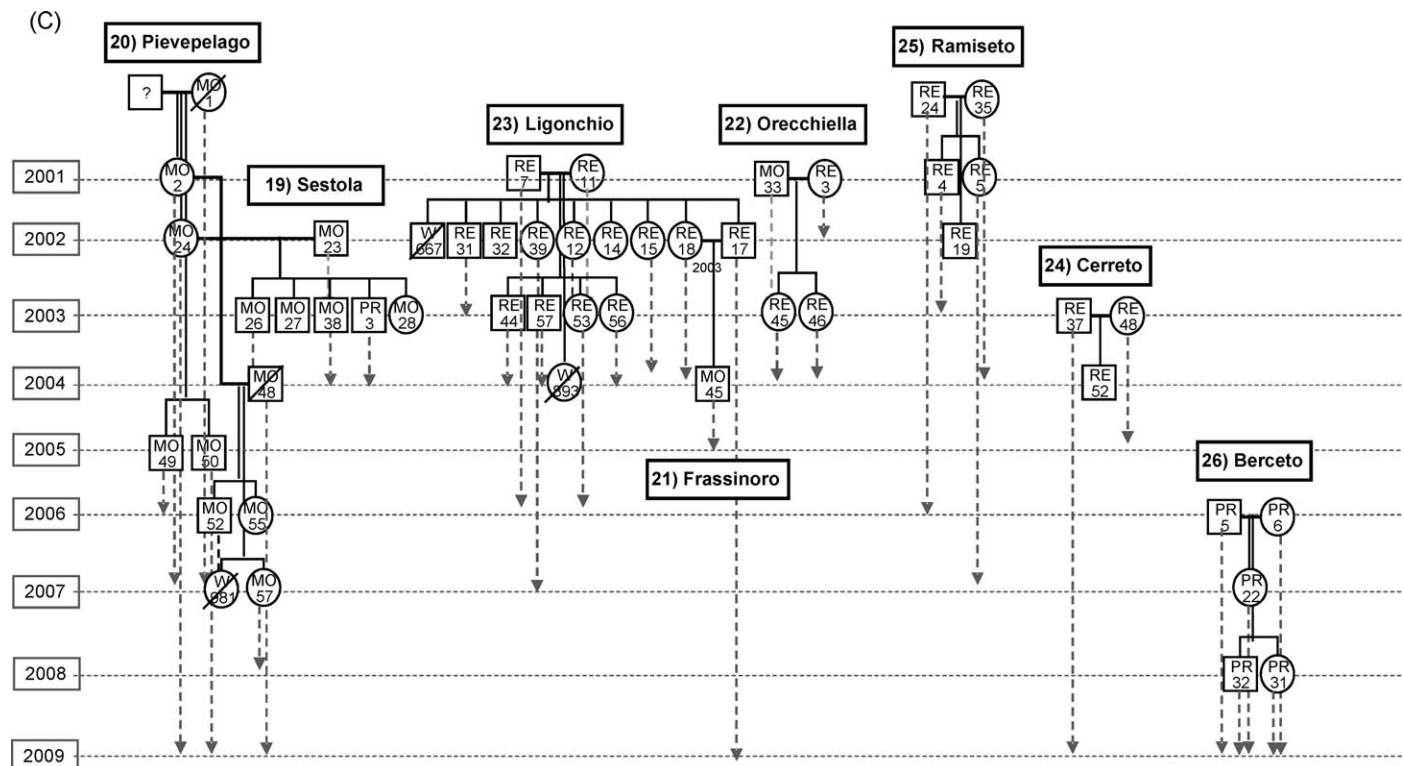 (C)
20) Pievepelago
25) Ramiseto
?
MO
1
RE
24
RE
35
23) Ligonchio
22) Orecchiella
2001
MO
2
19) Sestola
RE
7
RE
11
MO
33
RE
3
RE
4
RE
5
2002
MO
24
MO
23
W
667
RE
31
RE
32
RE
39
RE
12
RE
14
RE
15
RE
18
RE
17
2003
RE
19
24) Cerreto
2003
MO
26
MO
27
MO
38
PR
3
MO
28
RE
44
RE
57
RE
53
RE
56
RE
45
RE
46
RE
37
RE
48
2004
MO
48
W
893
MO
45
RE
52
2005
MO
49
MO
50
21) Frassinoro
26) Berceto
2006
MO
52
MO
55
PR
5
PR
6
2007
W
981
MO
57
PR
22
2008
PR
32
PR
31
2009